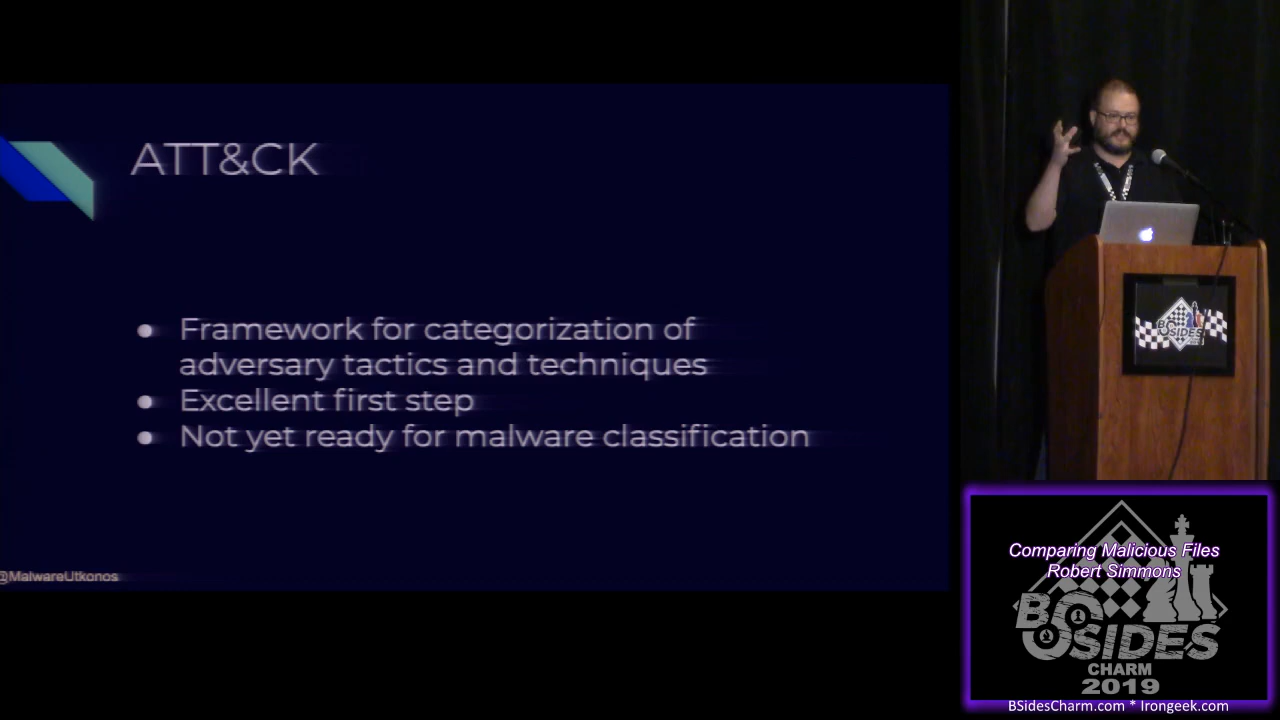 ATT&CK
● Framework for categorization of
adversary tactics and techniques
● Excellent first step
● Not yet ready for malware classification
@MalwareUtkonos
BSIDES
Comparing Malicious Files
Robert Simmons
BSIDES
CHARM
2019
BSidesCharm.com * Irongeek.com